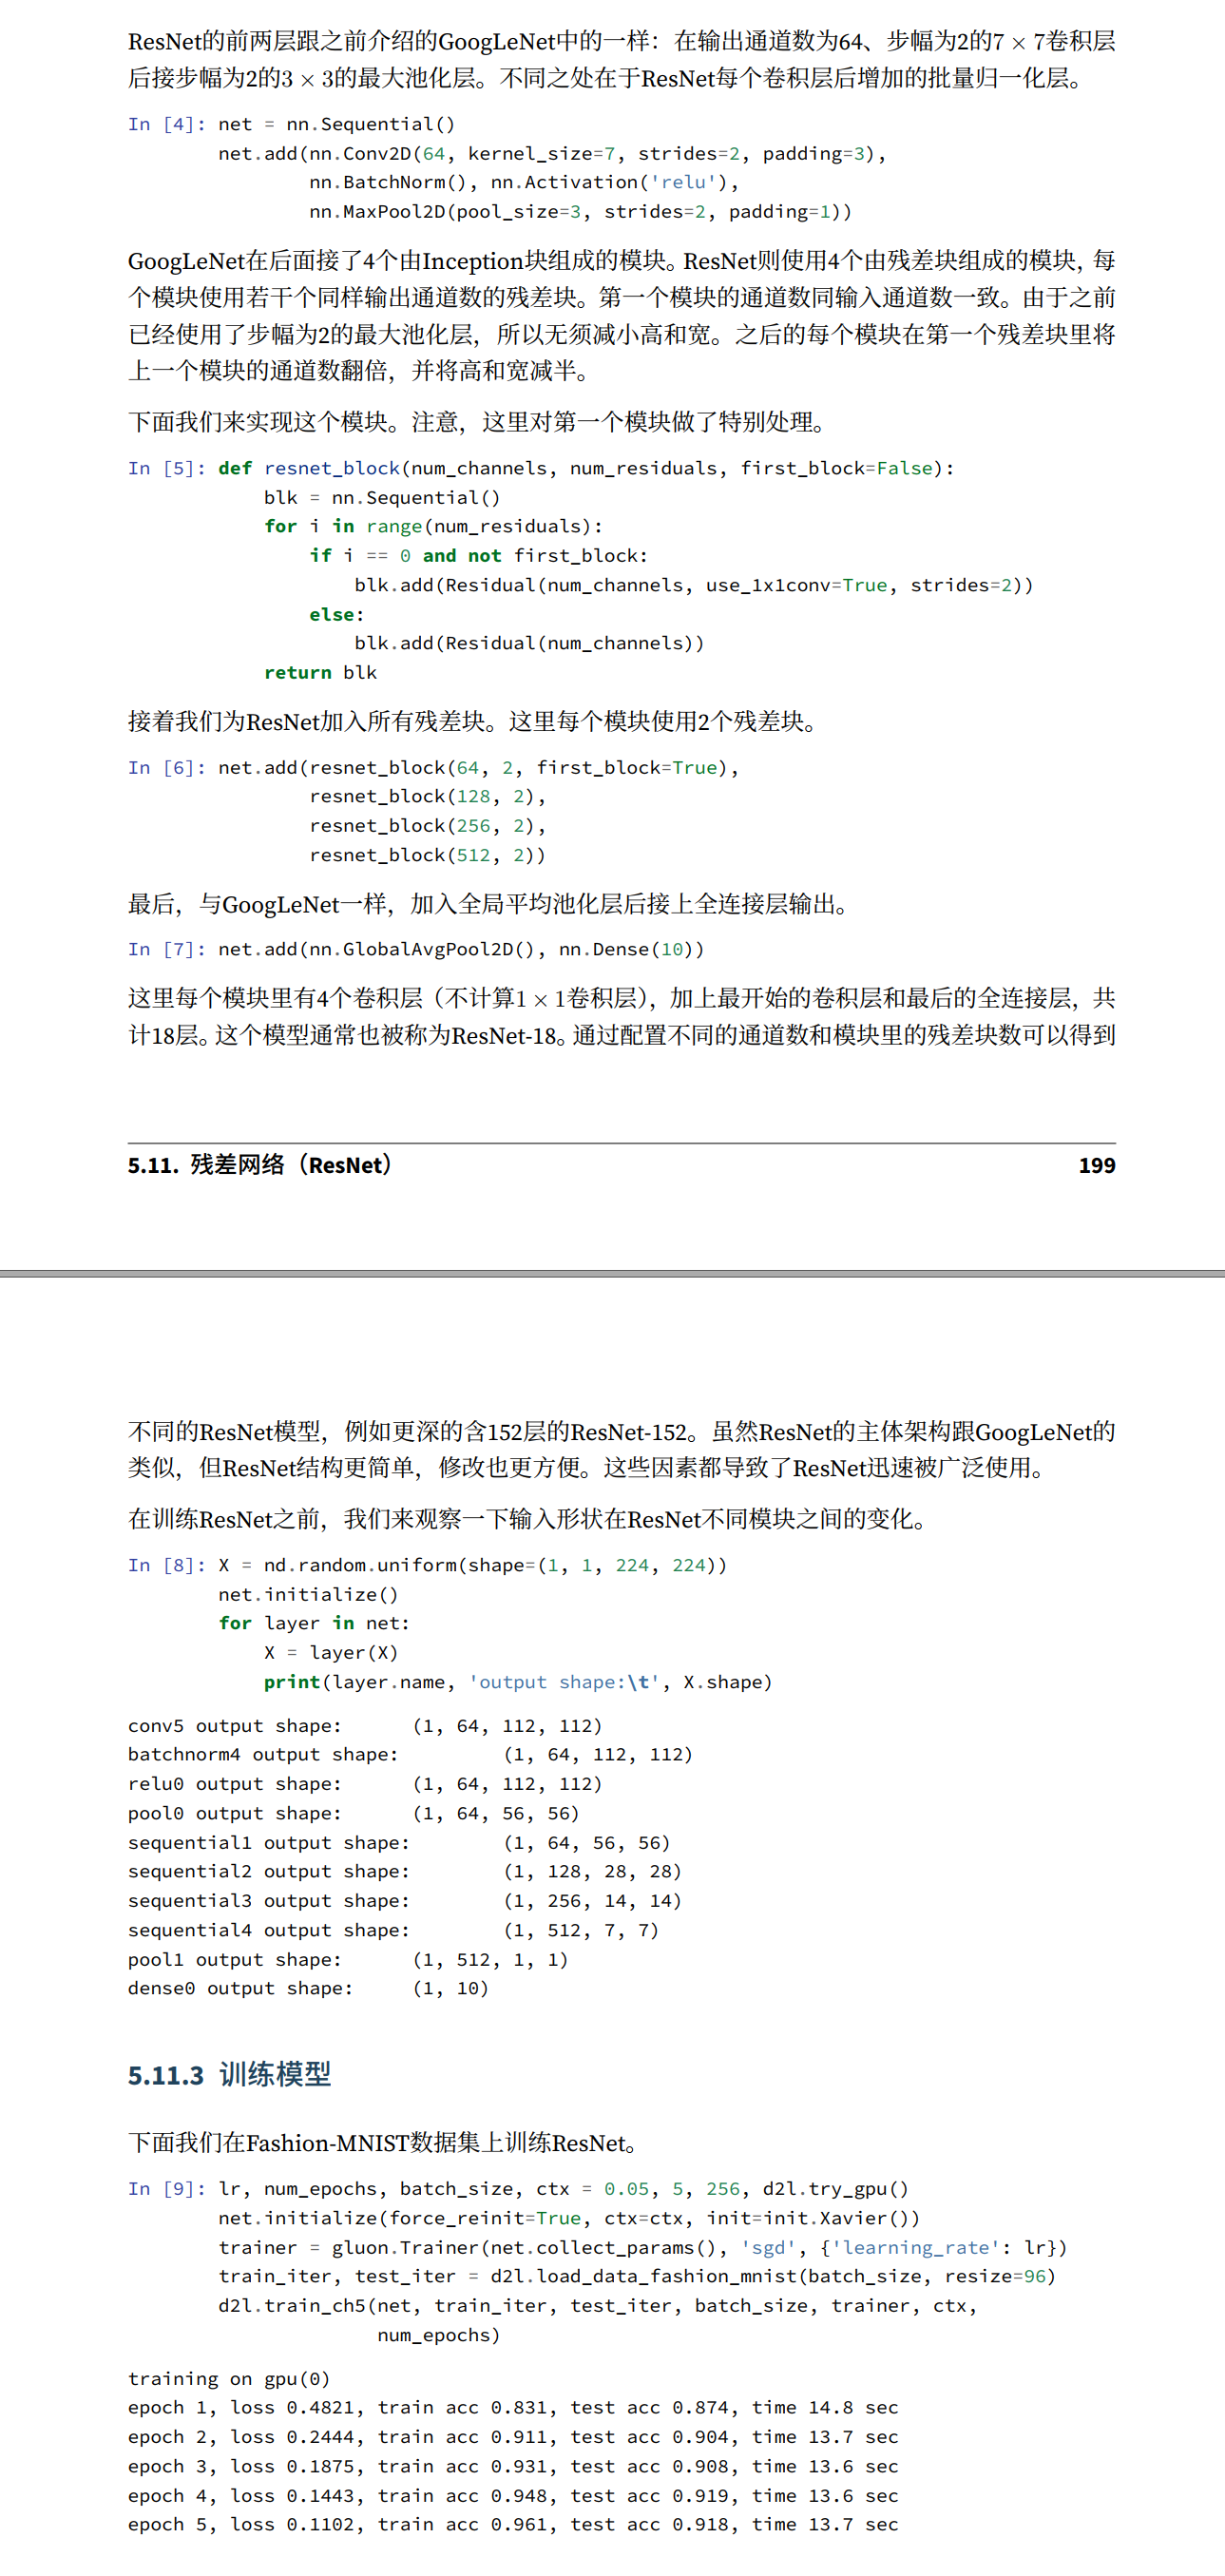 ResNet的前两层跟之前介绍的GoogLeNet中的一样：在输出通道数为64、步幅为2的7 × 7卷积层
后接步幅为2的3 × 3的最大池化层。不同之处在于ResNet每个卷积层后增加的批量归一化层。
In [4]: net = nn.Sequential()
        net.add(nn.Conv2D(64, kernel_size=7, strides=2, padding=3),
                nn.BatchNorm(), nn.Activation('relu'),
                nn.MaxPool2D(pool_size=3, strides=2, padding=1))
GoogLeNet在后面接了4个由Inception块组成的模块。ResNet则使用4个由残差块组成的模块，每
个模块使用若干个同样输出通道数的残差块。第一个模块的通道数同输入通道数一致。由于之前
已经使用了步幅为2的最大池化层，所以无须减小高和宽。之后的每个模块在第一个残差块里将
上一个模块的通道数翻倍，并将高和宽减半。
下面我们来实现这个模块。注意，这里对第一个模块做了特别处理。
In [5]: def resnet_block(num_channels, num_residuals, first_block=False):
            blk = nn.Sequential()
            for i in range(num_residuals):
                if i == 0 and not first_block:
                    blk.add(Residual(num_channels, use_1x1conv=True, strides=2))
                else:
                    blk.add(Residual(num_channels))
            return blk
接着我们为ResNet加入所有残差块。这里每个模块使用2个残差块。
In [6]: net.add(resnet_block(64, 2, first_block=True),
                resnet_block(128, 2),
                resnet_block(256, 2),
                resnet_block(512, 2))
最后，与GoogLeNet一样，加入全局平均池化层后接上全连接层输出。
In [7]: net.add(nn.GlobalAvgPool2D(), nn.Dense(10))
这里每个模块里有4个卷积层（不计算1 × 1卷积层），加上最开始的卷积层和最后的全连接层，共
计18层。这个模型通常也被称为ResNet-18。通过配置不同的通道数和模块里的残差块数可以得到
5.11. 残差网络（ResNet） 199
不同的ResNet模型，例如更深的含152层的ResNet-152。虽然ResNet的主体架构跟GoogLeNet的
类似，但ResNet结构更简单，修改也更方便。这些因素都导致了ResNet迅速被广泛使用。
在训练ResNet之前，我们来观察一下输入形状在ResNet不同模块之间的变化。
In [8]: X = nd.random.uniform(shape=(1, 1, 224, 224))
        net.initialize()
        for layer in net:
            X = layer(X)
            print(layer.name, 'output shape:\t', X.shape)
conv5 output shape:      (1, 64, 112, 112)
batchnorm4 output shape:         (1, 64, 112, 112)
relu0 output shape:      (1, 64, 112, 112)
pool0 output shape:      (1, 64, 56, 56)
sequential1 output shape:        (1, 64, 56, 56)
sequential2 output shape:        (1, 128, 28, 28)
sequential3 output shape:        (1, 256, 14, 14)
sequential4 output shape:        (1, 512, 7, 7)
pool1 output shape:      (1, 512, 1, 1)
dense0 output shape:     (1, 10)
5.11.3 训练模型
下面我们在Fashion-MNIST数据集上训练ResNet。
In [9]: lr, num_epochs, batch_size, ctx = 0.05, 5, 256, d2l.try_gpu()
        net.initialize(force_reinit=True, ctx=ctx, init=init.Xavier())
        trainer = gluon.Trainer(net.collect_params(), 'sgd', {'learning_rate': lr})
        train_iter, test_iter = d2l.load_data_fashion_mnist(batch_size, resize=96)
        d2l.train_ch5(net, train_iter, test_iter, batch_size, trainer, ctx,
                      num_epochs)
training on gpu(0)
epoch 1, loss 0.4821, train acc 0.831, test acc 0.874, time 14.8 sec
epoch 2, loss 0.2444, train acc 0.911, test acc 0.904, time 13.7 sec
epoch 3, loss 0.1875, train acc 0.931, test acc 0.908, time 13.6 sec
epoch 4, loss 0.1443, train acc 0.948, test acc 0.919, time 13.6 sec
epoch 5, loss 0.1102, train acc 0.961, test acc 0.918, time 13.7 sec